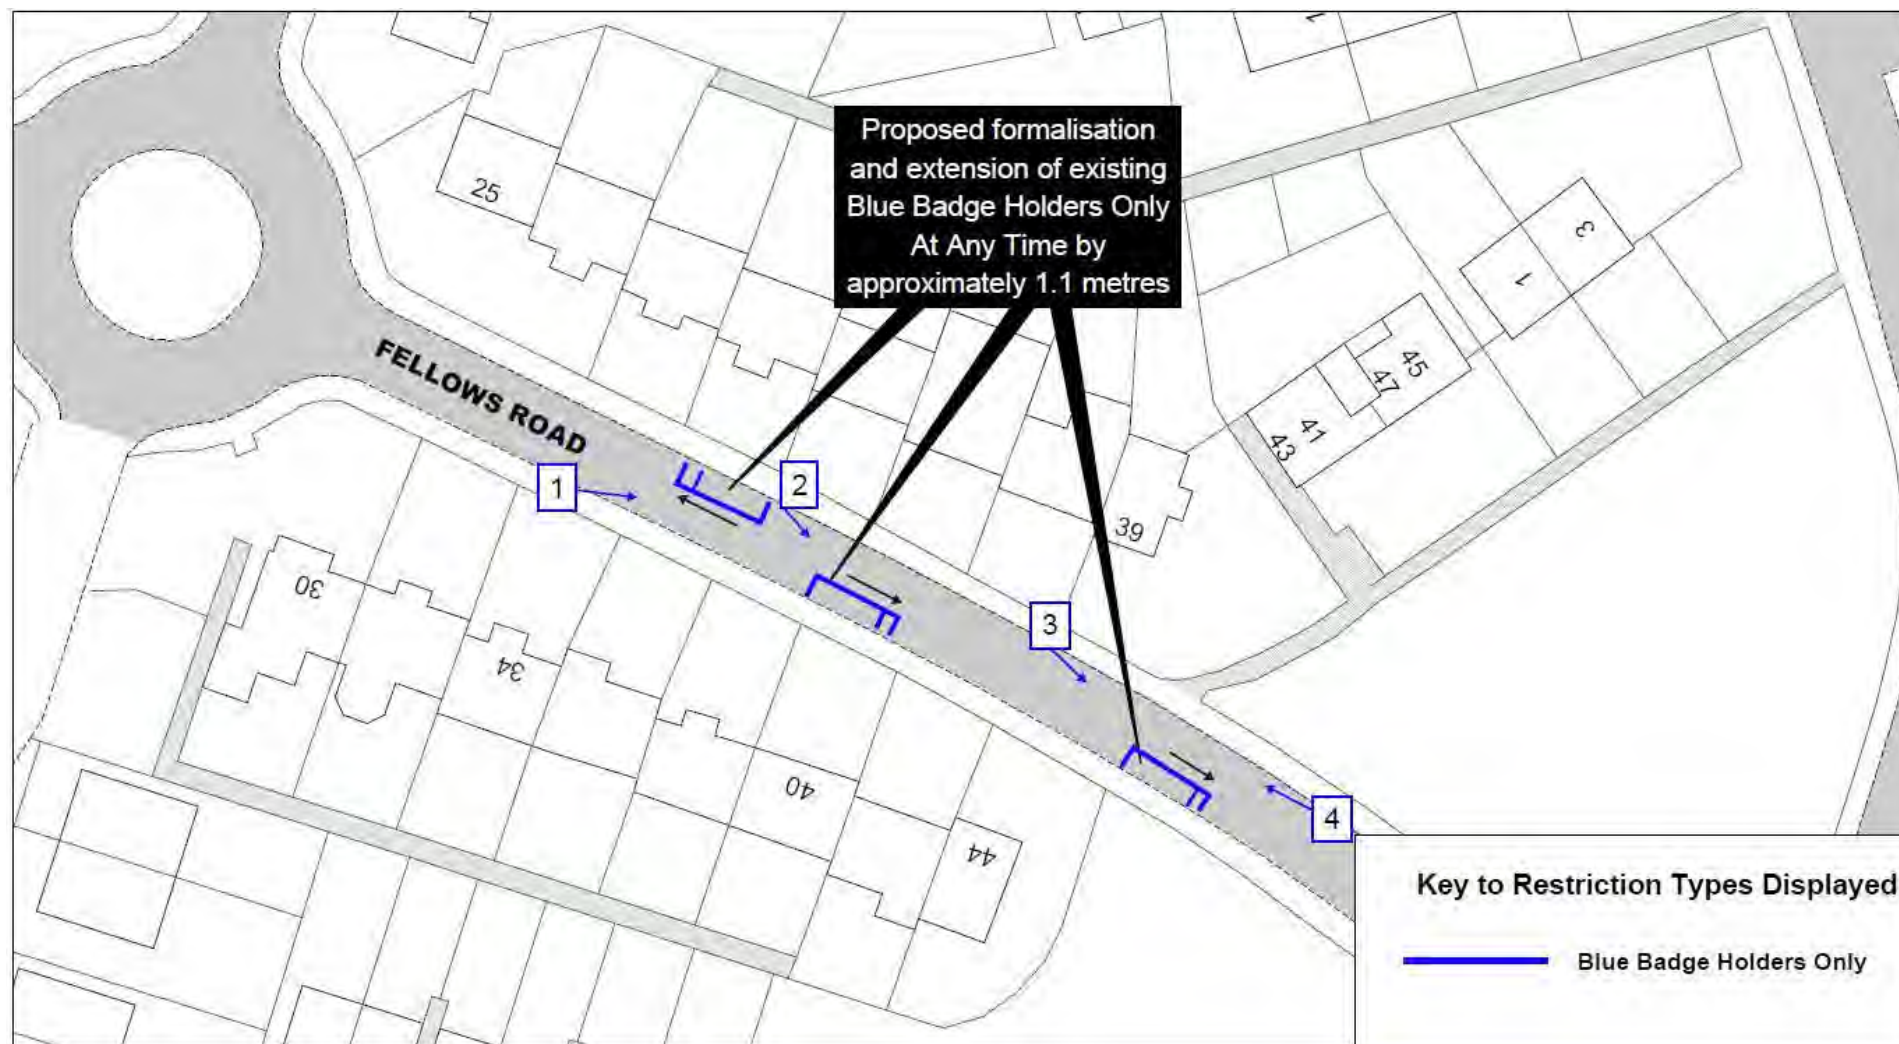 Proposed formalisation
and extension of existing
Blue Badge Holders Only
At Any Time by
approximately 1.1 metres
25
3
1
45
47
41
43
39
FELLOWS ROAD
1
2
3
4
30
34
40
44
Key to Restriction Types Displayed
Blue Badge Holders Only